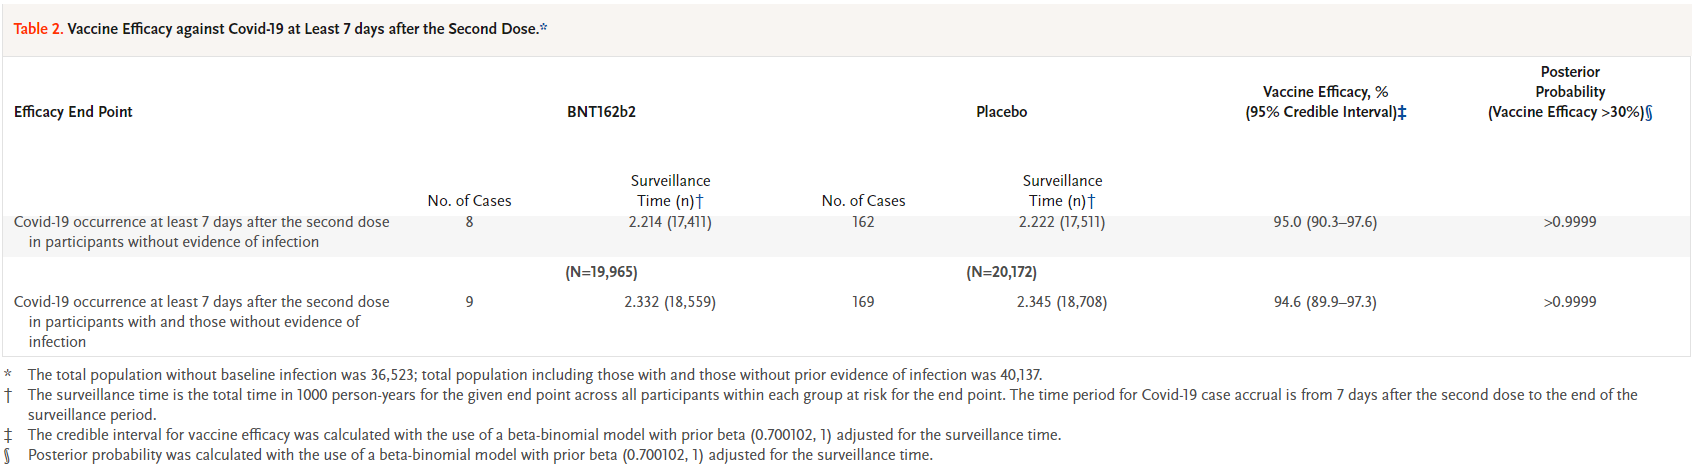 Table 2. Vaccine Efficacy against Covid-19 at Least 7 days after the Second Dose.*
Efficacy End Point BNT162b2 Placebo Vaccine Efficacy, % (95% Credible Interval)‡ Posterior Probability (Vaccine Efficacy >30%)§
No. of Cases Surveillance Time (n)† No. of Cases Surveillance Time (n)†
Covid-19 occurrence at least 7 days after the second dose 8 2.214 (17,411) 162 2.222 (17,511) 95.0 (90.3–97.6) >0.9999
in participants without evidence of infection
(N=19,965) (N=20,172)
Covid-19 occurrence at least 7 days after the second dose 9 2.332 (18,559) 169 2.345 (18,708) 94.6 (89.9–97.3) >0.9999
in participants with and those without evidence of
infection
* The total population without baseline infection was 36,523; total population including those with and those without prior evidence of infection was 40,137.
† The surveillance time is the total time in 1000 person-years for the given end point across all participants within each group at risk for the end point. The time period for Covid-19 case accrual is from 7 days after the second dose to the end of the
surveillance period.
‡ The credible interval for vaccine efficacy was calculated with the use of a beta-binomial model with prior beta (0.700102, 1) adjusted for the surveillance time.
§ Posterior probability was calculated with the use of a beta-binomial model with prior beta (0.700102, 1) adjusted for the surveillance time.